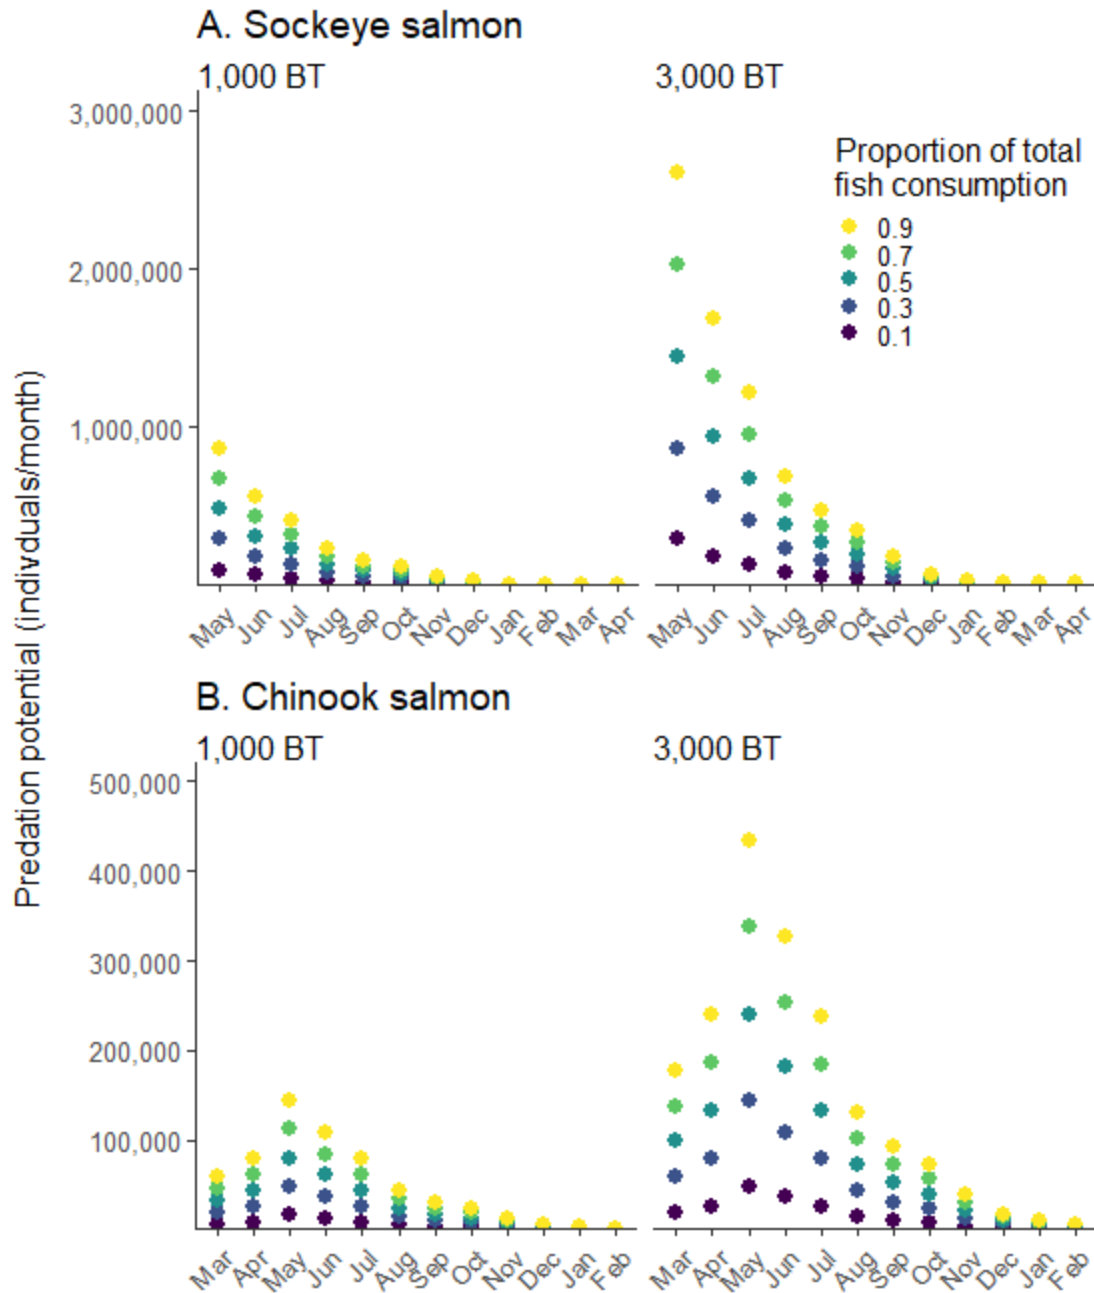 A. Sockeye salmon
1,000 BT
3,000 BT
3,000,000
2,000,000
1,000,000
Proportion of total
fish consumption
0.9
0.7
0.5
0.3
0.1
May Jun Jul Aug Sep Oct Nov Dec Jan Feb Mar Apr
May Jun Jul Aug Sep Oct Nov Dec Jan Feb Mar Apr
Predation potential (indivduals/month)
B. Chinook salmon
1,000 BT
3,000 BT
500,000
400,000
300,000
200,000
100,000
Mar Apr May Jun Jul Aug Sep Oct Nov Dec Jan Feb
Mar Apr May Jun Jul Aug Sep Oct Nov Dec Jan Feb